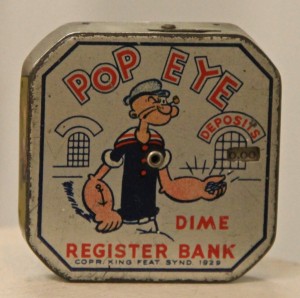 POP EYE
DEPOSITS
DIME
REGISTER BANK
COPR. KING FEAT. SYND. 1929